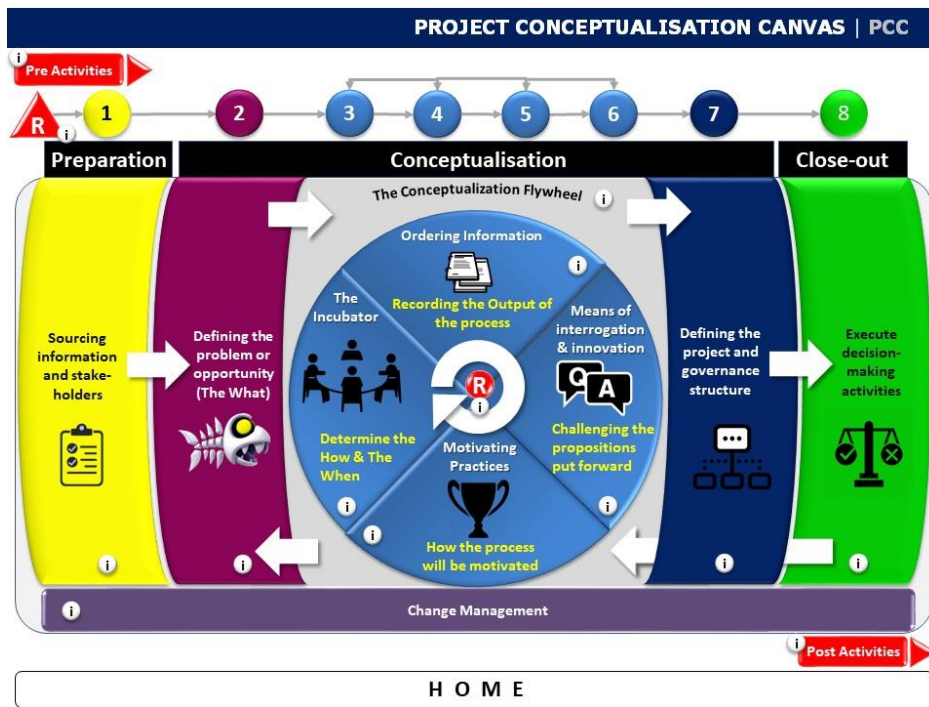 PROJECT CONCEPTUALISATION CANVAS | PCC
i
Pre Activities
R
i
1
2
3
4
5
6
7
8
Preparation
Conceptualisation
Close-out
The Conceptualization Flywheel
i
Sourcing
information
and stake-
holders
i
Defining the
problem or
opportunity
(The What)
i
Ordering Information
i
Recording the Output of
the process
The
Incubator
Determine the
How & The
When
i
Means of
interrogation
& innovation
Q
A
Challenging the
propositions
put forward
i
R
i
Motivating
Practices
How the process
will be motivated
i
Defining the
project and
governance
structure
i
Execute
decision-
making
activities
i
i
Change Management
i
Post Activities
H O M E